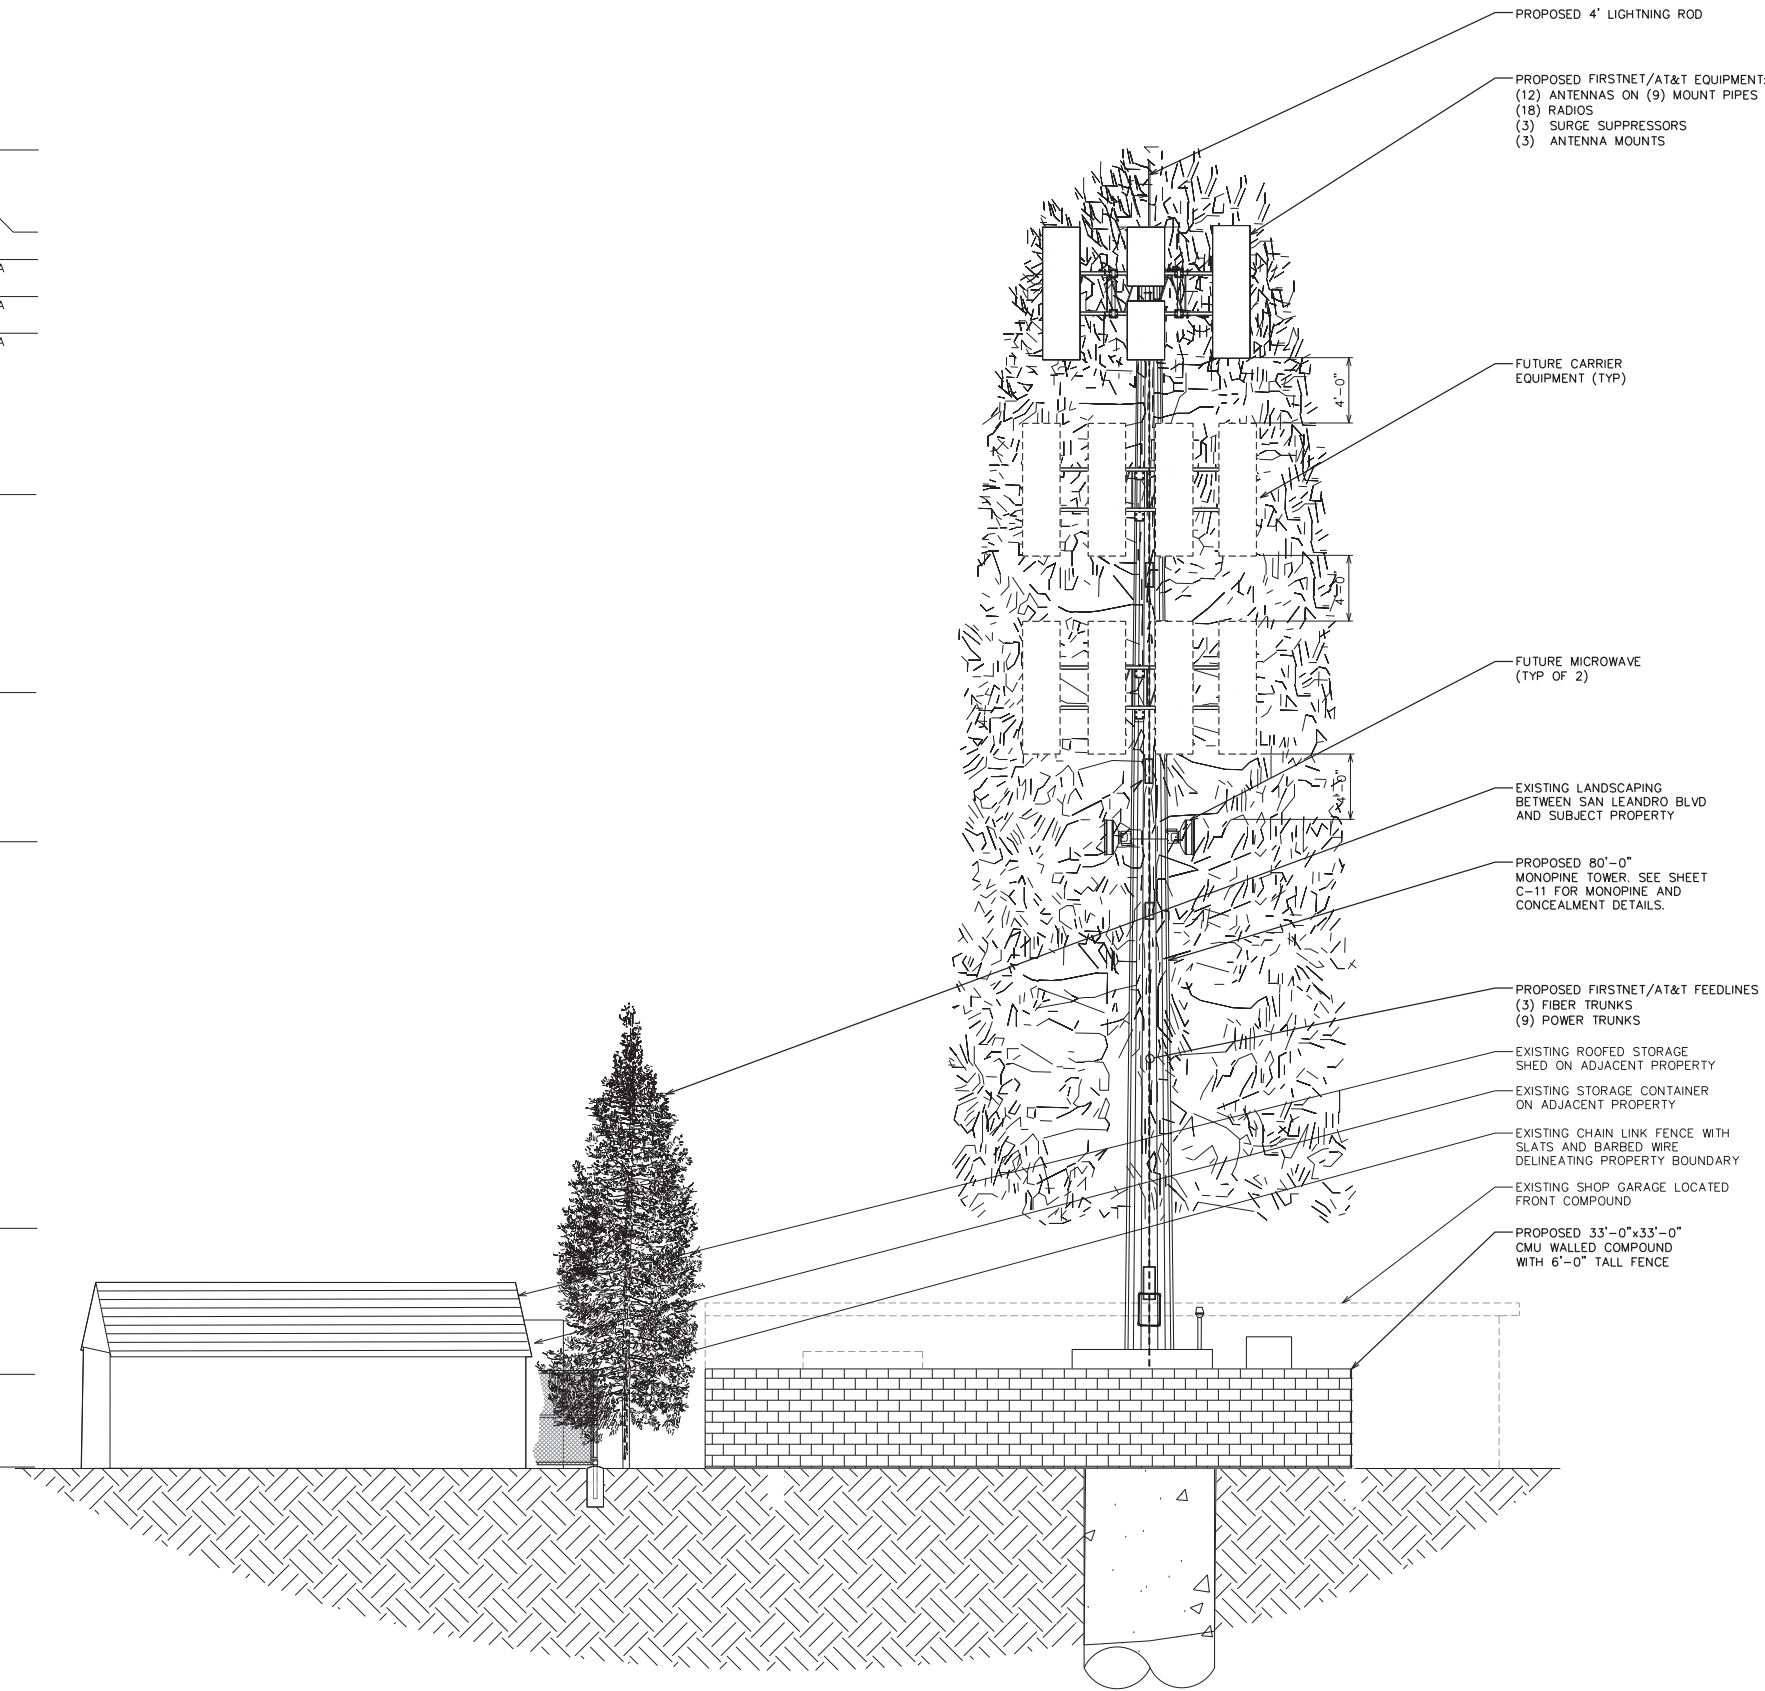 PROPOSED 4' LIGHTNING ROD
PROPOSED FIRSTNET/AT&T EQUIPMENT:
(12) ANTENNAS ON (9) MOUNT PIPES
(18) RADIOS
(3) SURGE SUPPRESSORS
(3) ANTENNA MOUNTS
A
A
A
FUTURE CARRIER
EQUIPMENT (TYP)
4'-0"
4'-0"
FUTURE MICROWAVE
(TYP OF 2)
4'-0"
EXISTING LANDSCAPING
BETWEEN SAN LEANDRO BLVD
AND SUBJECT PROPERTY
PROPOSED 80'-0"
MONOPINE TOWER. SEE SHEET
C-11 FOR MONOPINE AND
CONCEALMENT DETAILS.
PROPOSED FIRSTNET/AT&T FEEDLINES
(3) FIBER TRUNKS
(9) POWER TRUNKS
EXISTING ROOFED STORAGE
SHED ON ADJACENT PROPERTY
EXISTING STORAGE CONTAINER
ON ADJACENT PROPERTY
EXISTING CHAIN LINK FENCE WITH
SLATS AND BARBED WIRE
DELINEATING PROPERTY BOUNDARY
EXISTING SHOP GARAGE LOCATED
FRONT COMPOUND
PROPOSED 33'-0"x33'-0"
CMU WALLED COMPOUND
WITH 6'-0" TALL FENCE